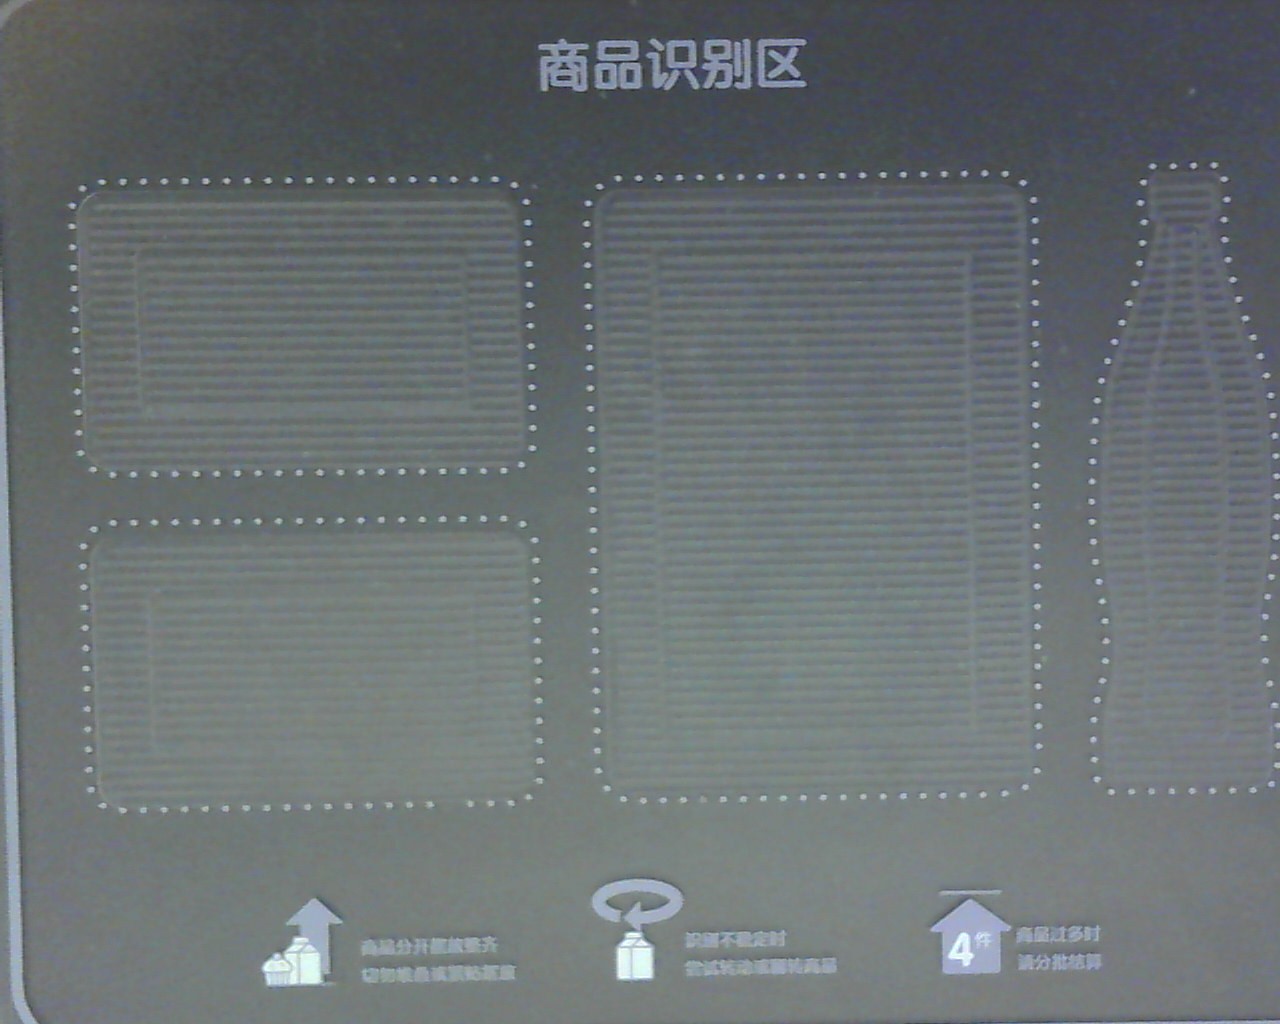 商品识别区
商品分开摆放整齐
切勿堆叠或紧贴摆放
识别不稳定时
尝试转动或翻转商品
4件
商品过多时
请分批结算